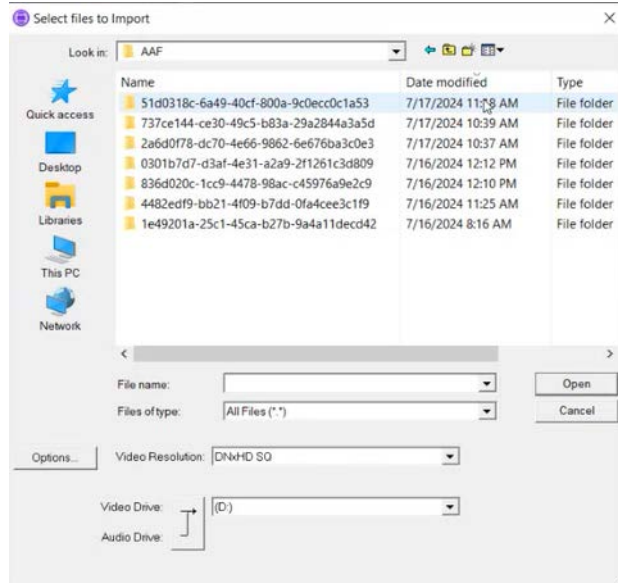 Select files to Import
Look in: AAF
Name Date modified Type
Quick access
51d0318c-6a49-40cf-800a-9c0ecc0c1a53 7/17/2024 11:18 AM File folder
737ce144-ce30-49c5-b83a-29a2844a3a5d 7/17/2024 10:39 AM File folder
2a6d0f78-dc70-4e66-9862-6e676ba3c0e3 7/17/2024 10:37 AM File folder
Desktop
0301b7d7-d3af-4e31-a2a9-2f1261c3d809 7/16/2024 12:12 PM File folder
836d020c-1cc9-4478-98ac-c45976a9e2c9 7/16/2024 12:10 PM File folder
4482edf9-bb21-4f09-b7dd-0fa4cee3c1f9 7/16/2024 11:25 AM File folder
Libraries
1e49201a-25c1-45ca-b27b-9a4a11decd42 7/16/2024 8:16 AM File folder
This PC
Network
File name: Open
Files of type: All Files (*.*) Cancel
Options... Video Resolution: DNxHD SQ
Video Drive: (D:)
Audio Drive: